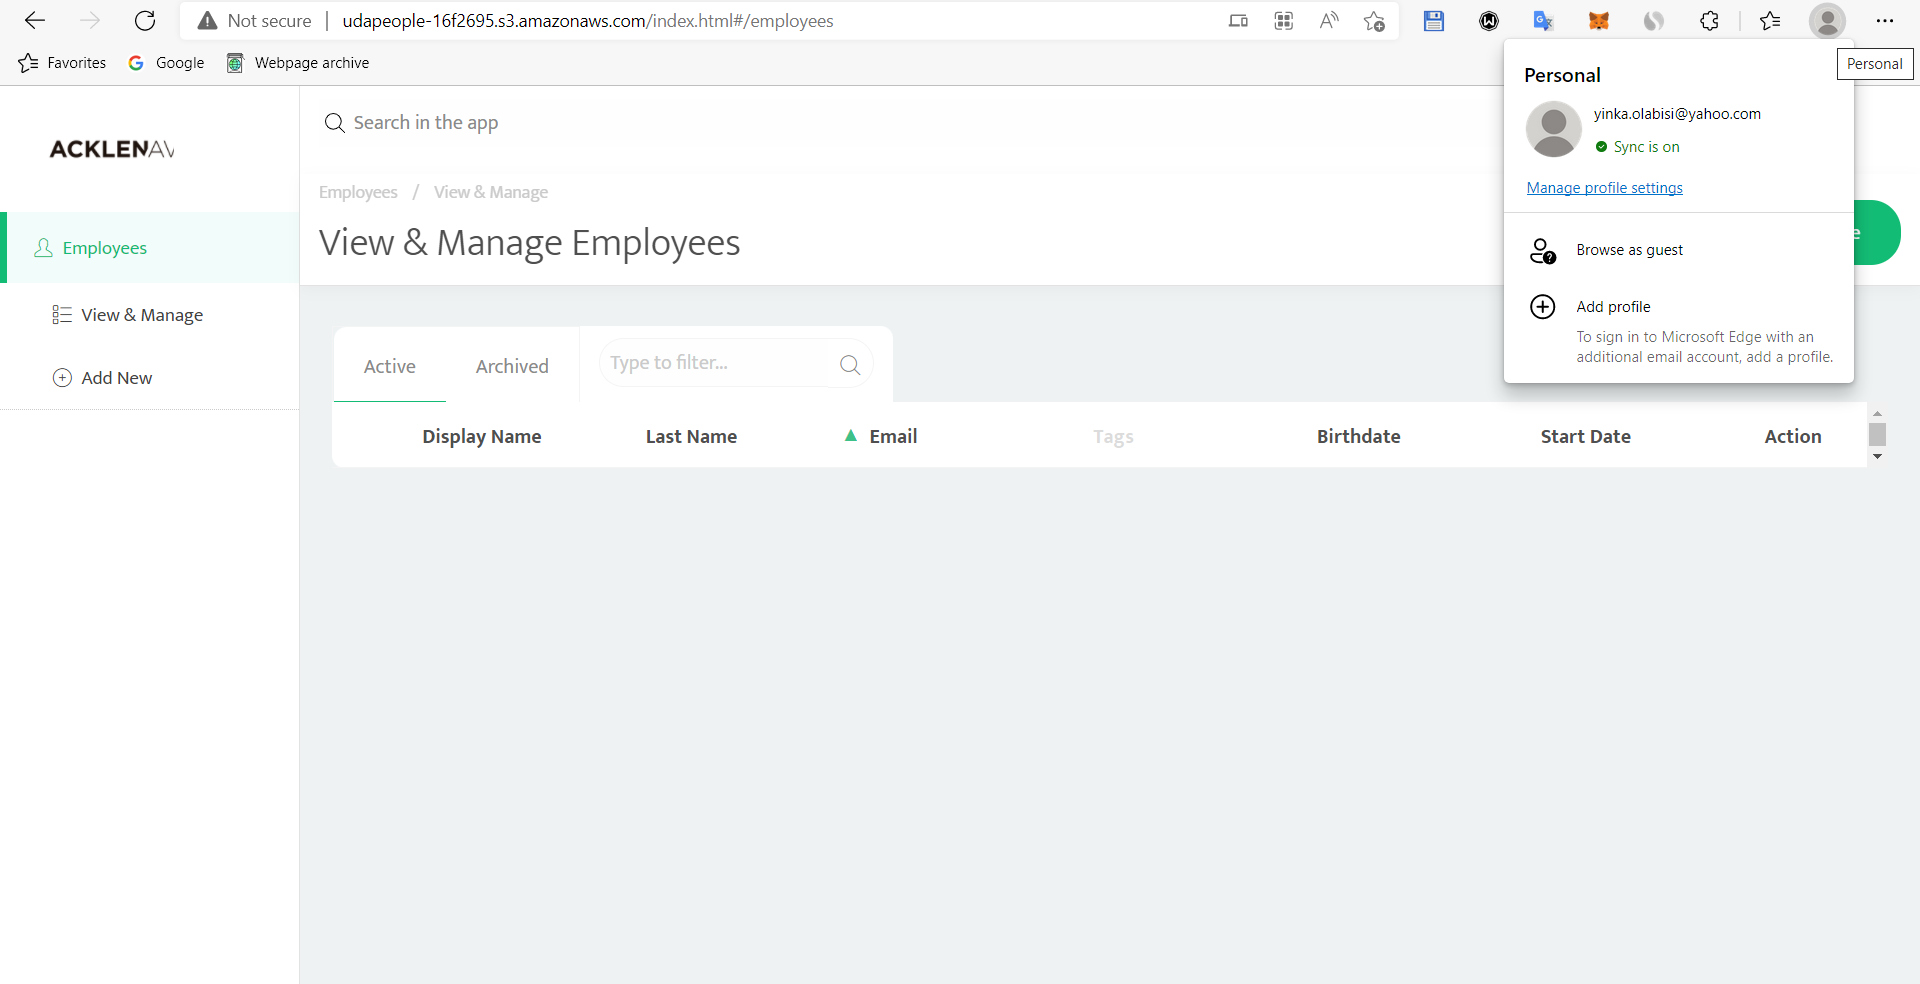 Not secure
udapeople-16f2695.s3.amazonaws.com/index.html#/employees
Favorites
Google
Webpage archive
Personal
Personal
yinka.olabisi@yahoo.com
Sync is on
Manage profile settings
Browse as guest
Add profile
To sign in to Microsoft Edge with an
additional email account, add a profile.
ACKLENAV
Employees
View & Manage
Add New
Search in the app
Employees / View & Manage
View & Manage Employees
e
Active
Archived
Type to filter...
Display Name
Last Name
Email
Tags
Birthdate
Start Date
Action